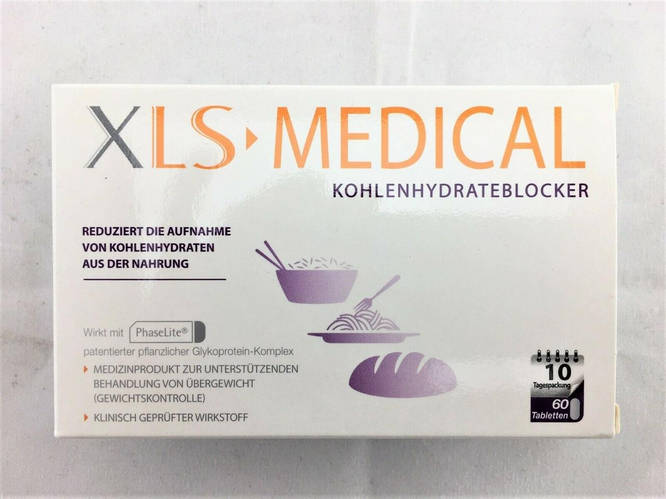 XLS MEDICAL
KOHLENHYDRATEBLOCKER
REDUZIERT DIE AUFNAHME
VON KOHLENHYDRATEN
AUS DER NAHRUNG
Wirkt mit PhaseLite®
patentierter pflanzlicher Glykoprotein-Komplex
MEDIZINPRODUKT ZUR UNTERSTÜTZENDEN
BEHANDLUNG VON ÜBERGEWICHT
(GEWICHTSKONTROLLE)
KLINISCH GEPRÜFTER WIRKSTOFF
10
Tagespackung
60
Tabletten